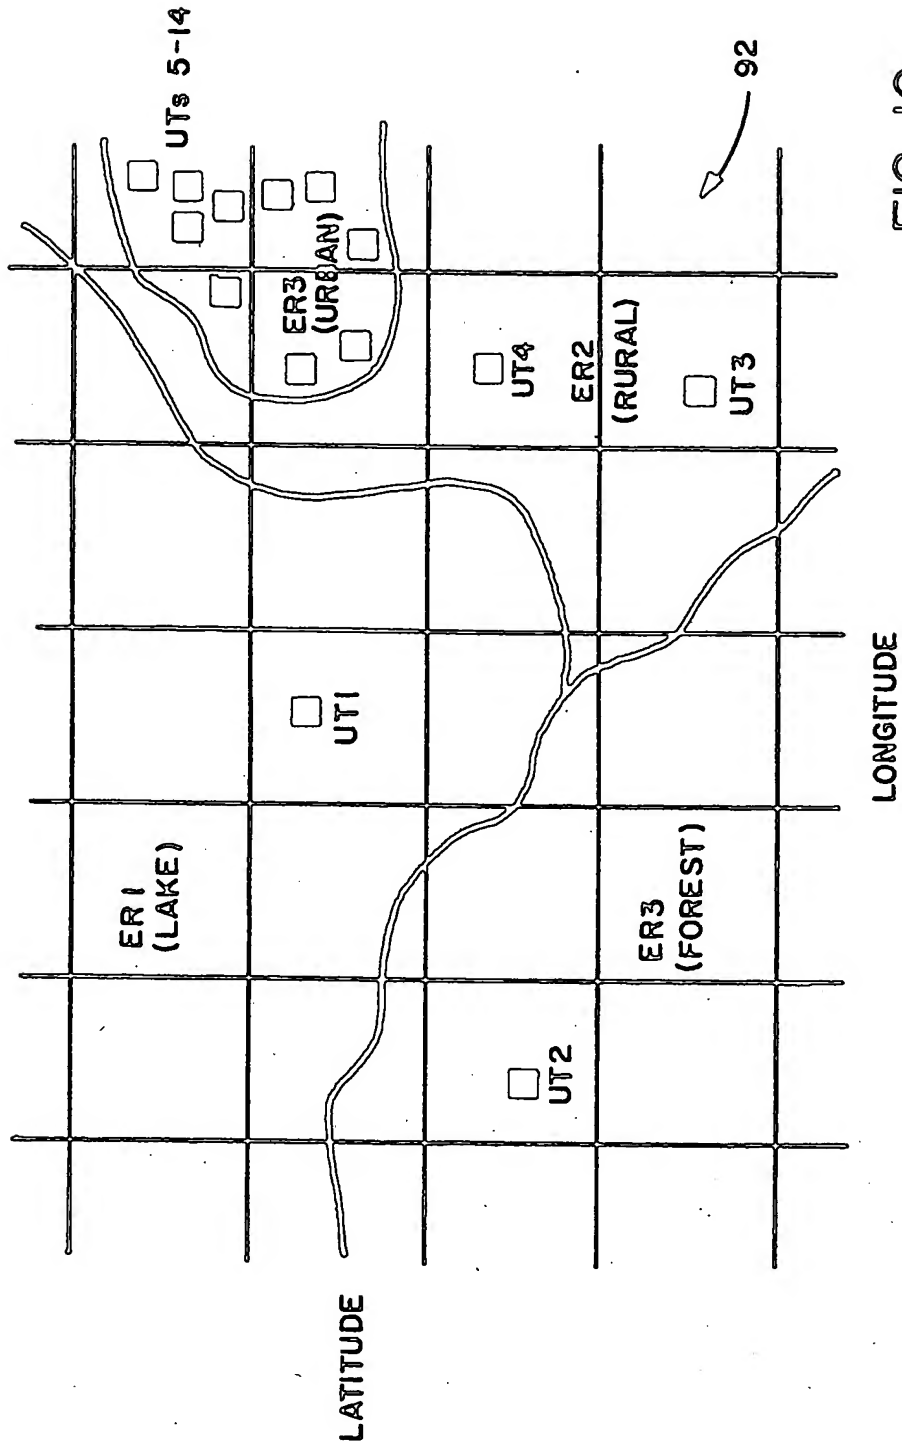 UTs 5-14
ER1
(LAKE)
ER3
(URBAN)
UT1
UT4
ER2
(RURAL)
UT2
ER3
(FOREST)
UT3
92
LATITUDE
LONGITUDE